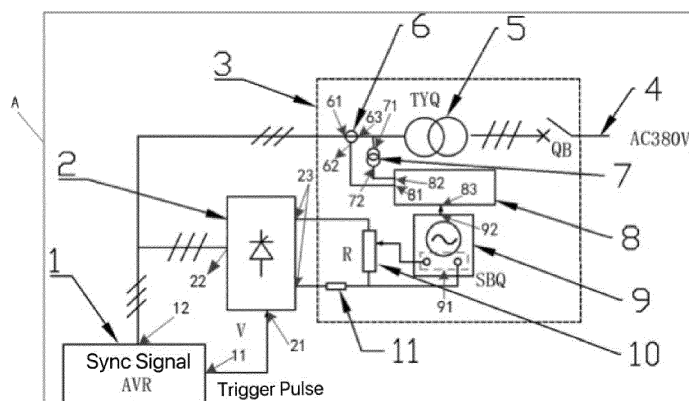 6
5
3
4
61
63
71
TYQ
A
62
QB
AC380V
7
72
82
81
83
2
23
92
8
R
9
22
SBQ
91
1
12
V
21
10
11
Sync Signal
11
AVR
Trigger Pulse